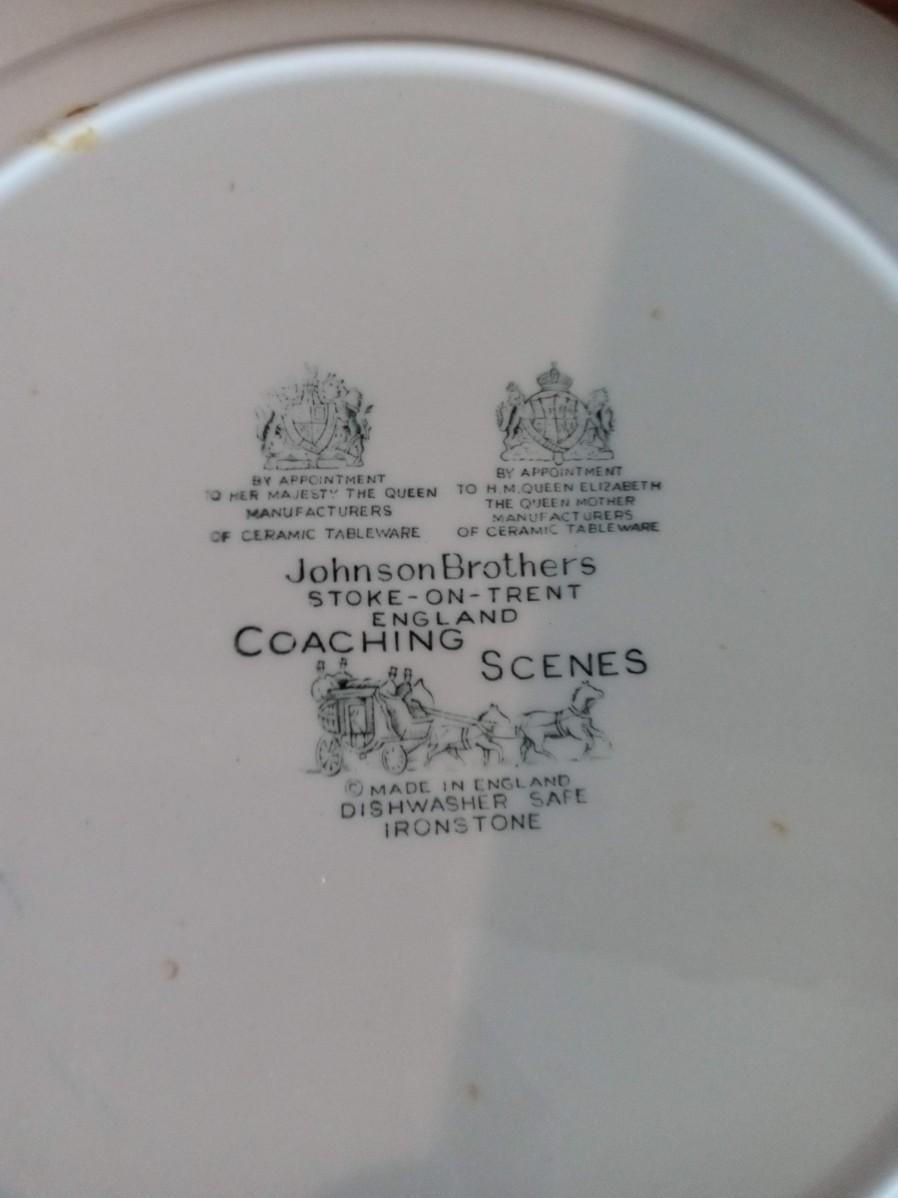 BY APPOINTMENT
TO HER MAJESTY THE QUEEN
MANUFACTURERS
OF CERAMIC TABLEWARE
BY APPOINTMENT
TO H.M. QUEEN ELIZABETH
THE QUEEN MOTHER
MANUFACTURERS
OF CERAMIC TABLEWARE
Johnson Brothers
STOKE-ON-TRENT
ENGLAND
COACHING
SCENES
© MADE IN ENGLAND
DISHWASHER SAFE
IRONSTONE